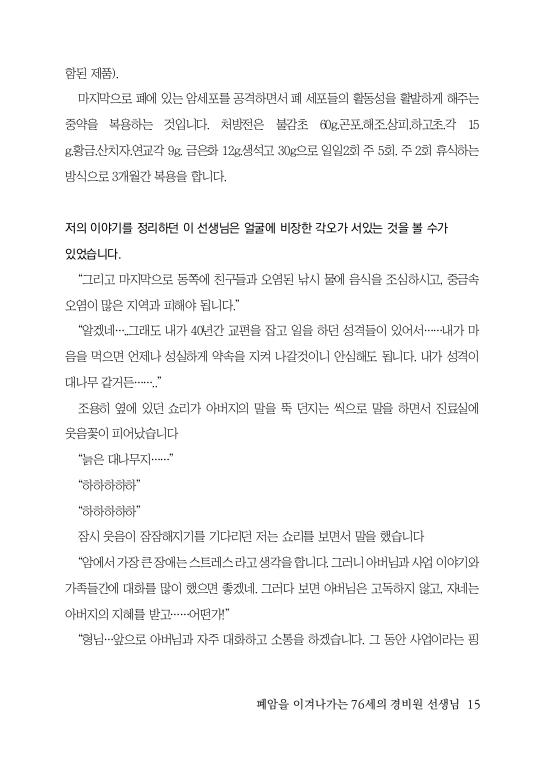 함된 제품).
마지막으로 폐에 있는 암세포를 공격하면서 폐 세포들의 활동성을 활발하게 해주는
중약을 복용하는 것입니다. 처방전은 불감초 60g.곤포.해조.상피.하고초.각 15
g.황금.산치자.연교각 9g. 금은화 12g.생석고 30g으로 일일2회 주 5회. 주 2회 휴식하는
방식으로 3개월간 복용을 합니다.
저의 이야기를 정리하던 이 선생님은 얼굴에 비장한 각오가 서있는 것을 볼 수가
있었습니다.
“그리고 마지막으로 동쪽에 친구들과 오염된 낚시 물에 음식을 조심하시고, 중금속
오염이 많은 지역과 피해야 됩니다.”
“알겠네…..그래도 내가 40년간 교편을 잡고 일을 하던 성격들이 있어서……내가 마
음을 먹으면 언제나 성실하게 약속을 지켜 나갈것이니 안심해도 됩니다. 내가 성격이
대나무 같거든……..”
조용히 옆에 있던 쇼리가 아버지의 말을 뚝 던지는 씩으로 말을 하면서 진료실에
웃음꽃이 피어났습니다
“늙은 대나무지……”
“하하하하하”
“하하하하하”
잠시 웃음이 잠잠해지기를 기다리던 저는 쇼리를 보면서 말을 했습니다
“암에서 가장 큰 장애는 스트레스 라고 생각을 합니다. 그러니 아버님과 사업 이야기와
가족들간에 대화를 많이 했으면 좋겠네. 그러다 보면 아버님은 고독하지 않고, 자네는
아버지의 지혜를 받고……어떤가!”
“형님…앞으로 아버님과 자주 대화하고 소통을 하겠습니다. 그 동안 사업이라는 핑
폐암을 이겨나가는 76세의 경비원 선생님 15